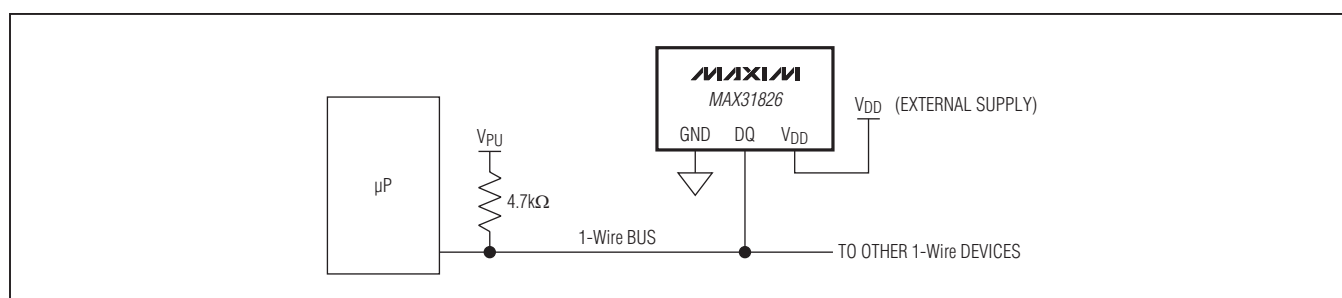 MAXIM
MAX31826
VDD (EXTERNAL SUPPLY)
GND DQ VDD
VPU
µP
4.7kΩ
1-Wire BUS
TO OTHER 1-Wire DEVICES